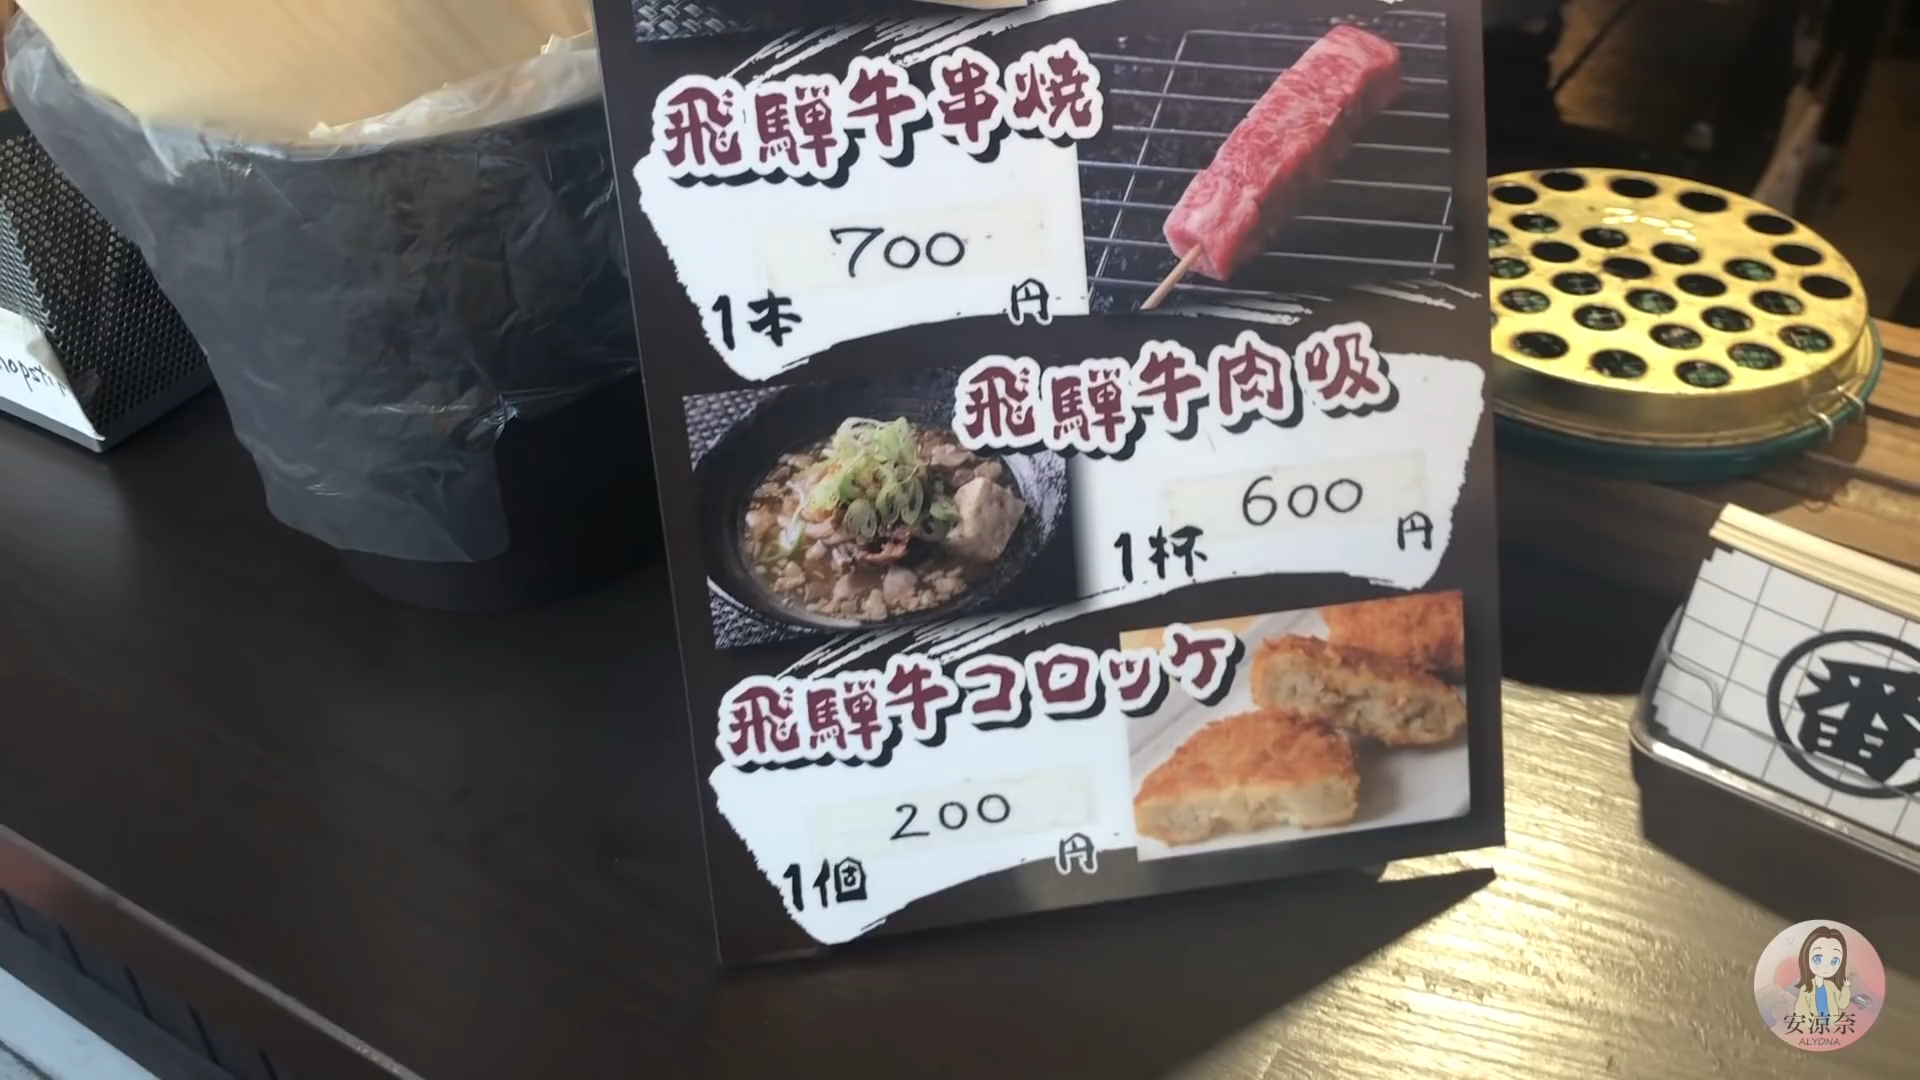 飛騨牛串焼
700
1本 円
飛騨牛肉吸
600
1杯 円
飛騨牛コロッケ
200
1個 円
番
安涼奈
ALYONA